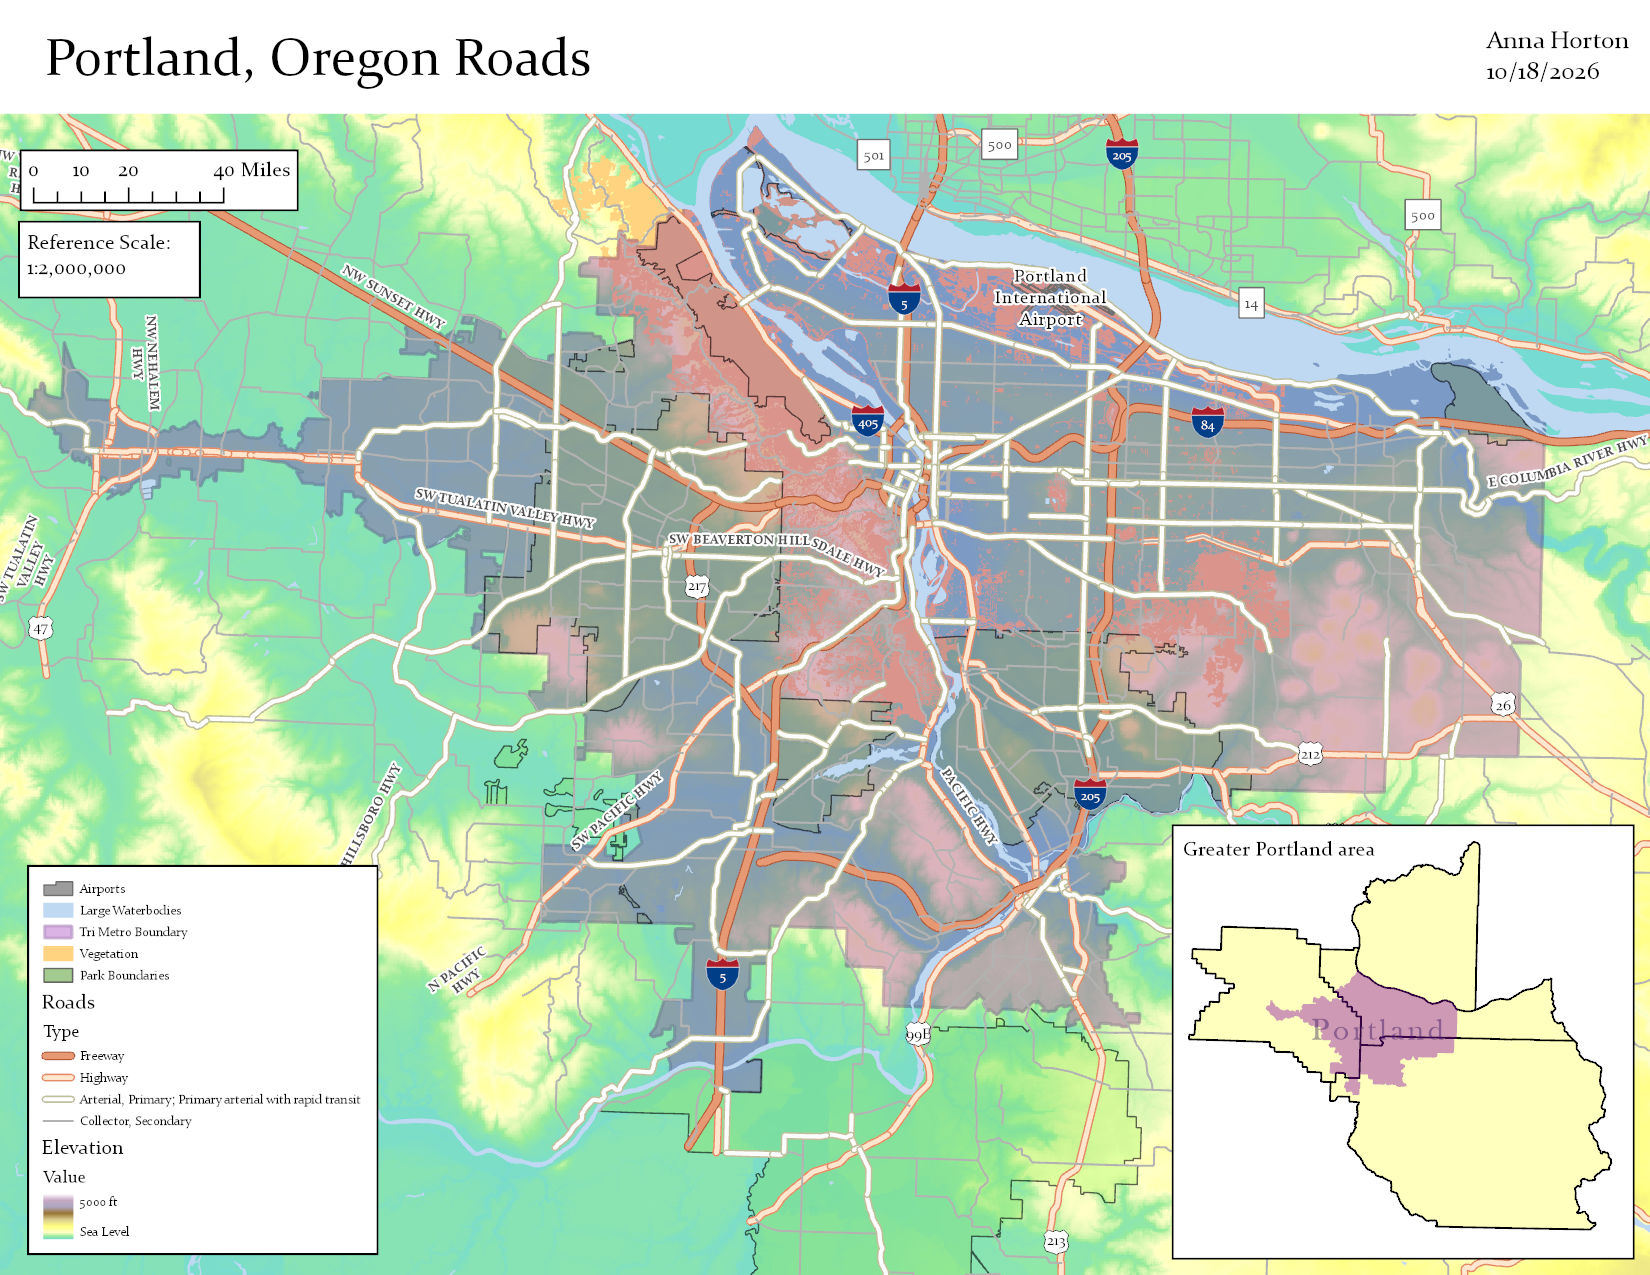 Portland, Oregon Roads
Anna Horton
10/18/2026
0 10 20 40 Miles
Reference Scale:
1:2,000,000
501
500
205
500
14
Portland
International
Airport
5
NW SUNSET HWY
NW NEHALEM
HWY
405
84
E COLUMBIA RIVER HWY
SW TUALATIN VALLEY HWY
SW BEAVERTON HILLSDALE HWY
SW TUALATIN
VALLEY
HWY
217
47
26
212
205
PACIFIC HWY
SW PACIFIC HWY
HILLSBORO HWY
N PACIFIC
HWY
5
99E
213
Airports
Large Waterbodies
Tri Metro Boundary
Vegetation
Park Boundaries
Roads
Type
Freeway
Highway
Arterial, Primary; Primary arterial with rapid transit
Collector, Secondary
Elevation
Value
5000 ft
Sea Level
Greater Portland area
Portland